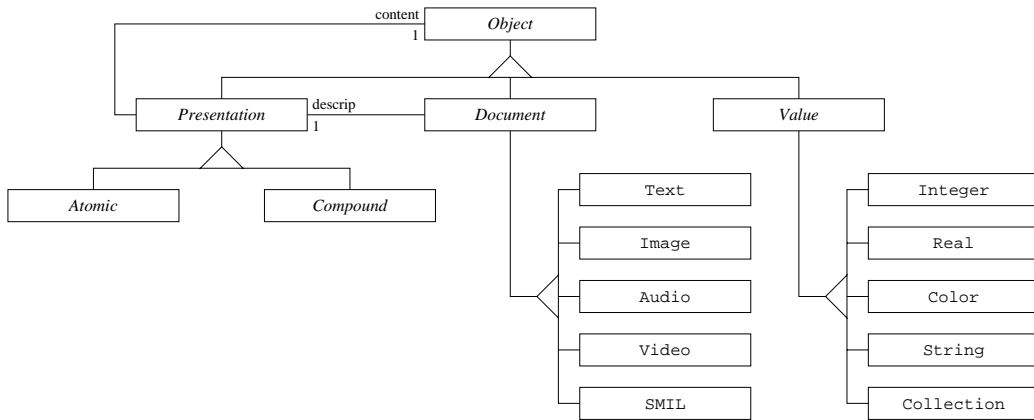 content
Object
1
Presentation
descrip
1
Document
Value
Atomic
Compound
Text
Image
Audio
Video
SMIL
Integer
Real
Color
String
Collection